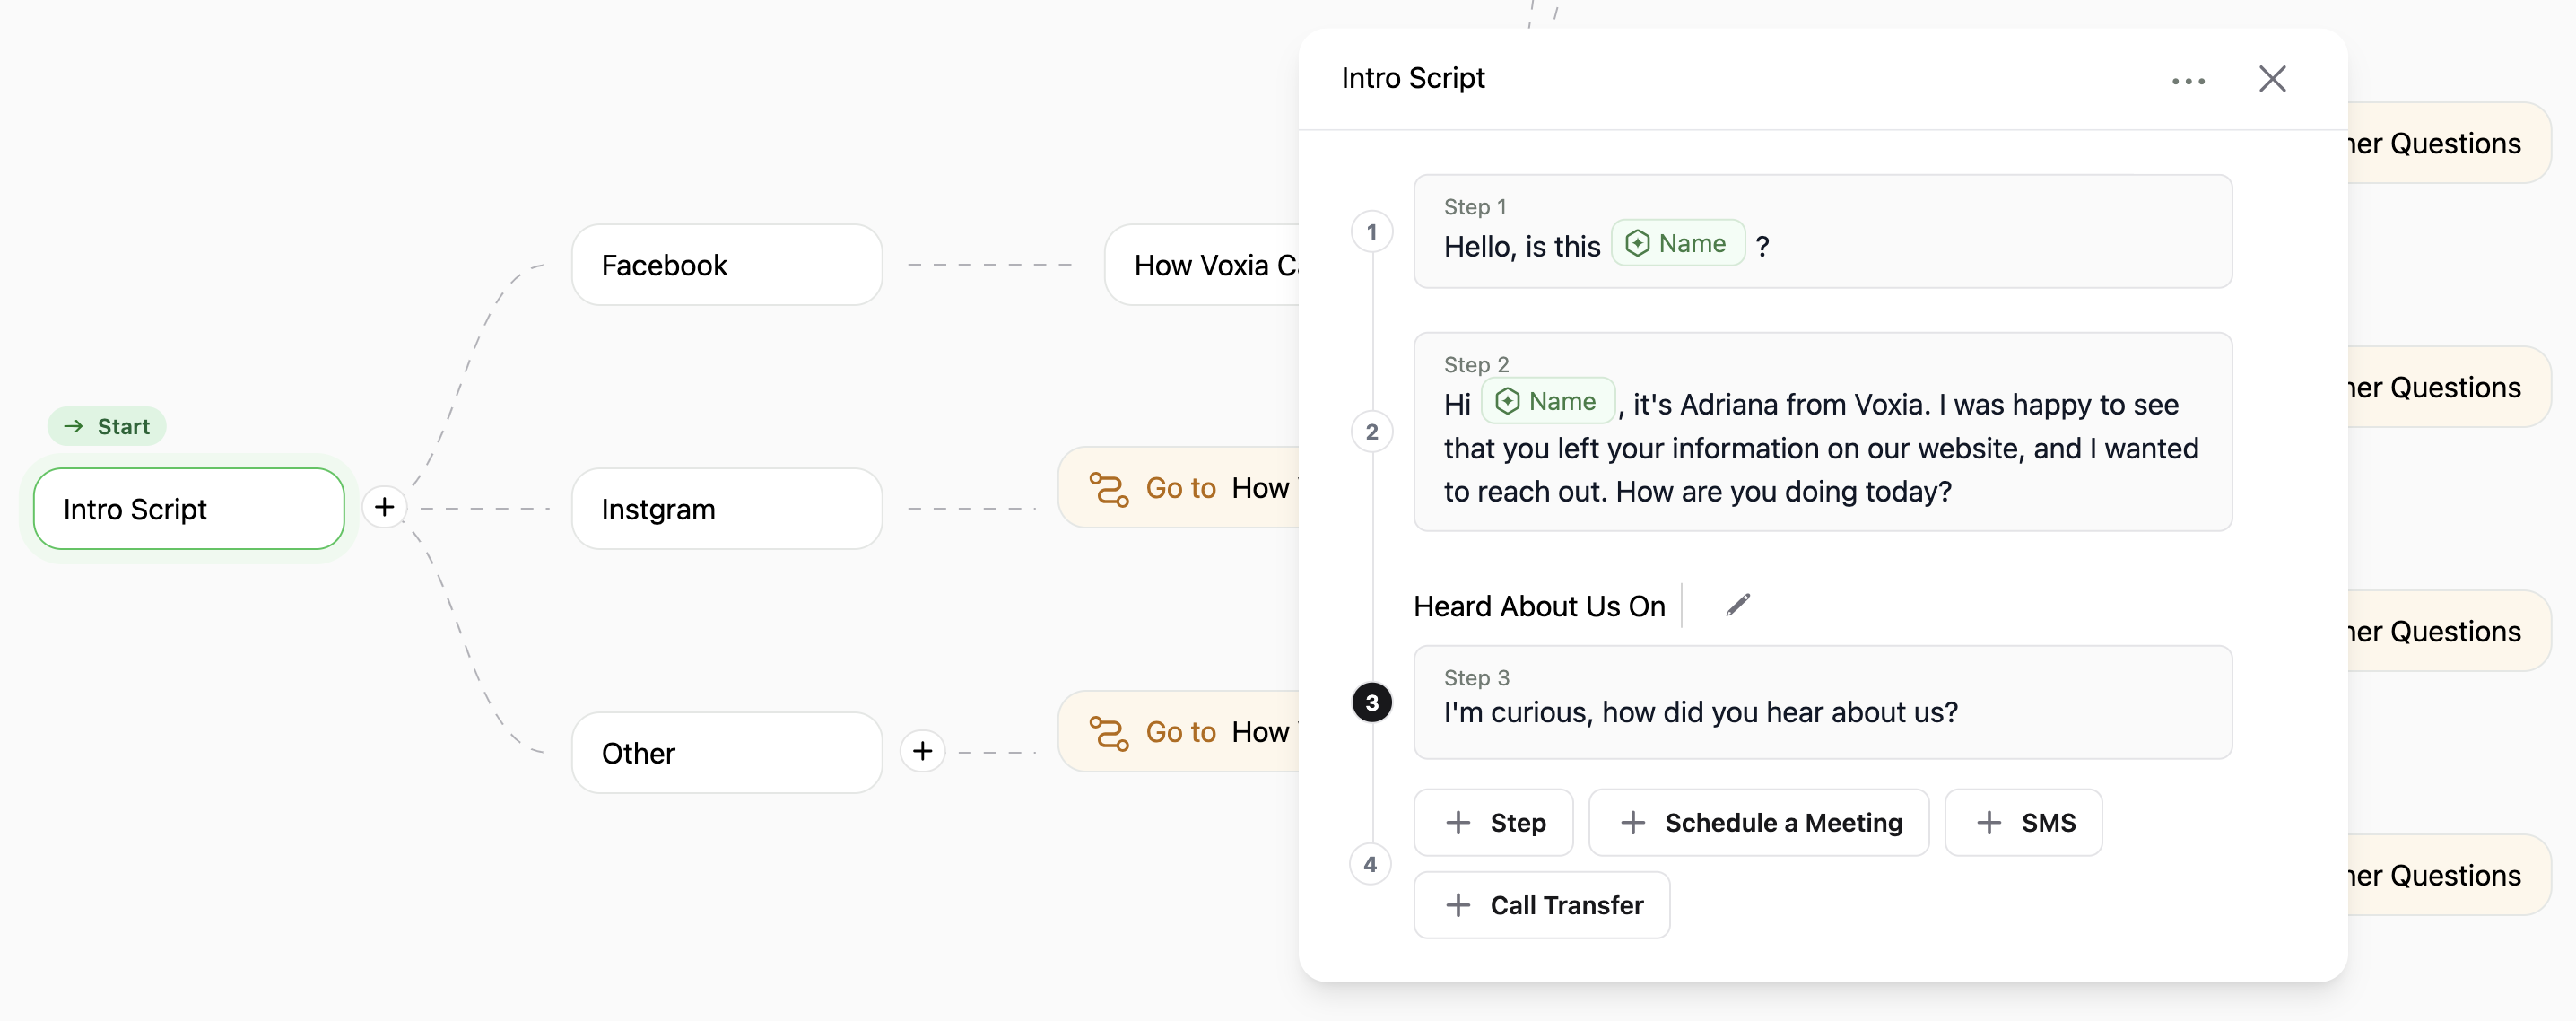 Start
Intro Script
Facebook
Instgram
Other
How Voxia
Go to How
Go to How
Intro Script
1
Step 1
Hello, is this Name ?
2
Step 2
Hi Name , it's Adriana from Voxia. I was happy to see
that you left your information on our website, and I wanted
to reach out. How are you doing today?
Heard About Us On
3
Step 3
I'm curious, how did you hear about us?
4
Step
Schedule a Meeting
SMS
Call Transfer
Questions
Questions
Questions
Questions